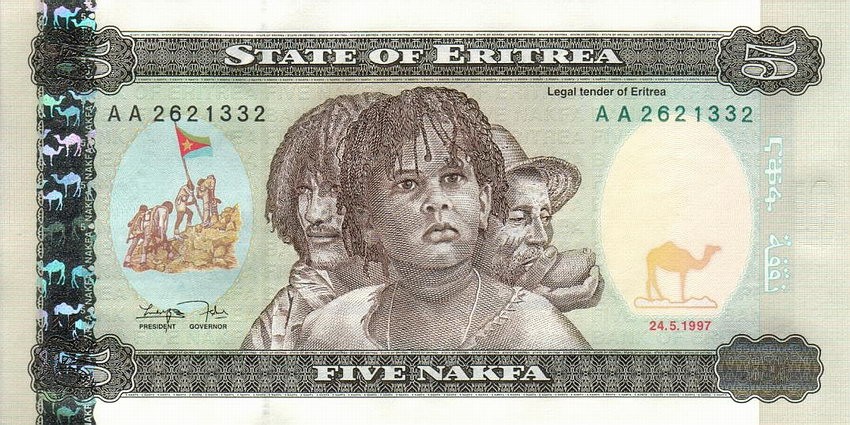 5 STATE OF ERITREA 5
Legal tender of Eritrea
AA 2621332 AA 2621332
ናቕፋ
نقفة
PRESIDENT GOVERNOR
24.5.1997
5 FIVE NAKFA
NAKFA